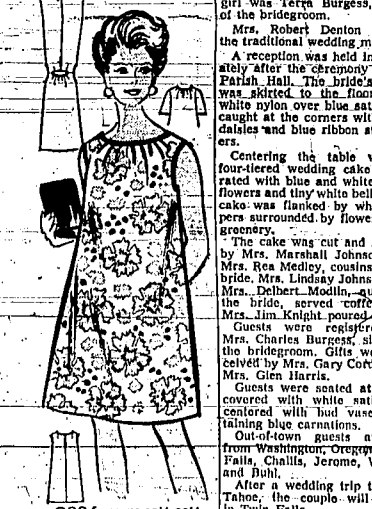 girl was Terra Burgess,
of the bridegroom.
Mrs. Robert Denton
the traditional wedding m
A reception was held in
ately after the ceremony
Parish Hall. The bride's
was skirted to the floor
white nylon over blue sat
caught at the corners wit
daisies and blue ribbon
ers.
Centering the table
four-tiered wedding cake
rated with blue and white
flowers and tiny white bell
cake was flanked by wh
pers surrounded by flowe
greenery.
The cake was cut and
by Mrs. Marshall Johns
Mrs. Rea Medley, cousins
bride. Mrs. Lindsay Johns
Mrs. Delbert Modlin,
the bride, served coffe
Mrs. Jim Knight poured
Guests were registere
Mrs. Charles Burgess, si
the bridegroom. Gifts we
ceived by Mrs. Gary
Mrs. Glen Harris.
Guests were seated at
covered with white sati
centered with bud vase
taining blue carnations.
Out-of-town guests
from Washington, Oregon
Falls, Challis, Jerome,
and Buhl.
After a wedding trip t
Tahoe, the couple will
in Twin Falls